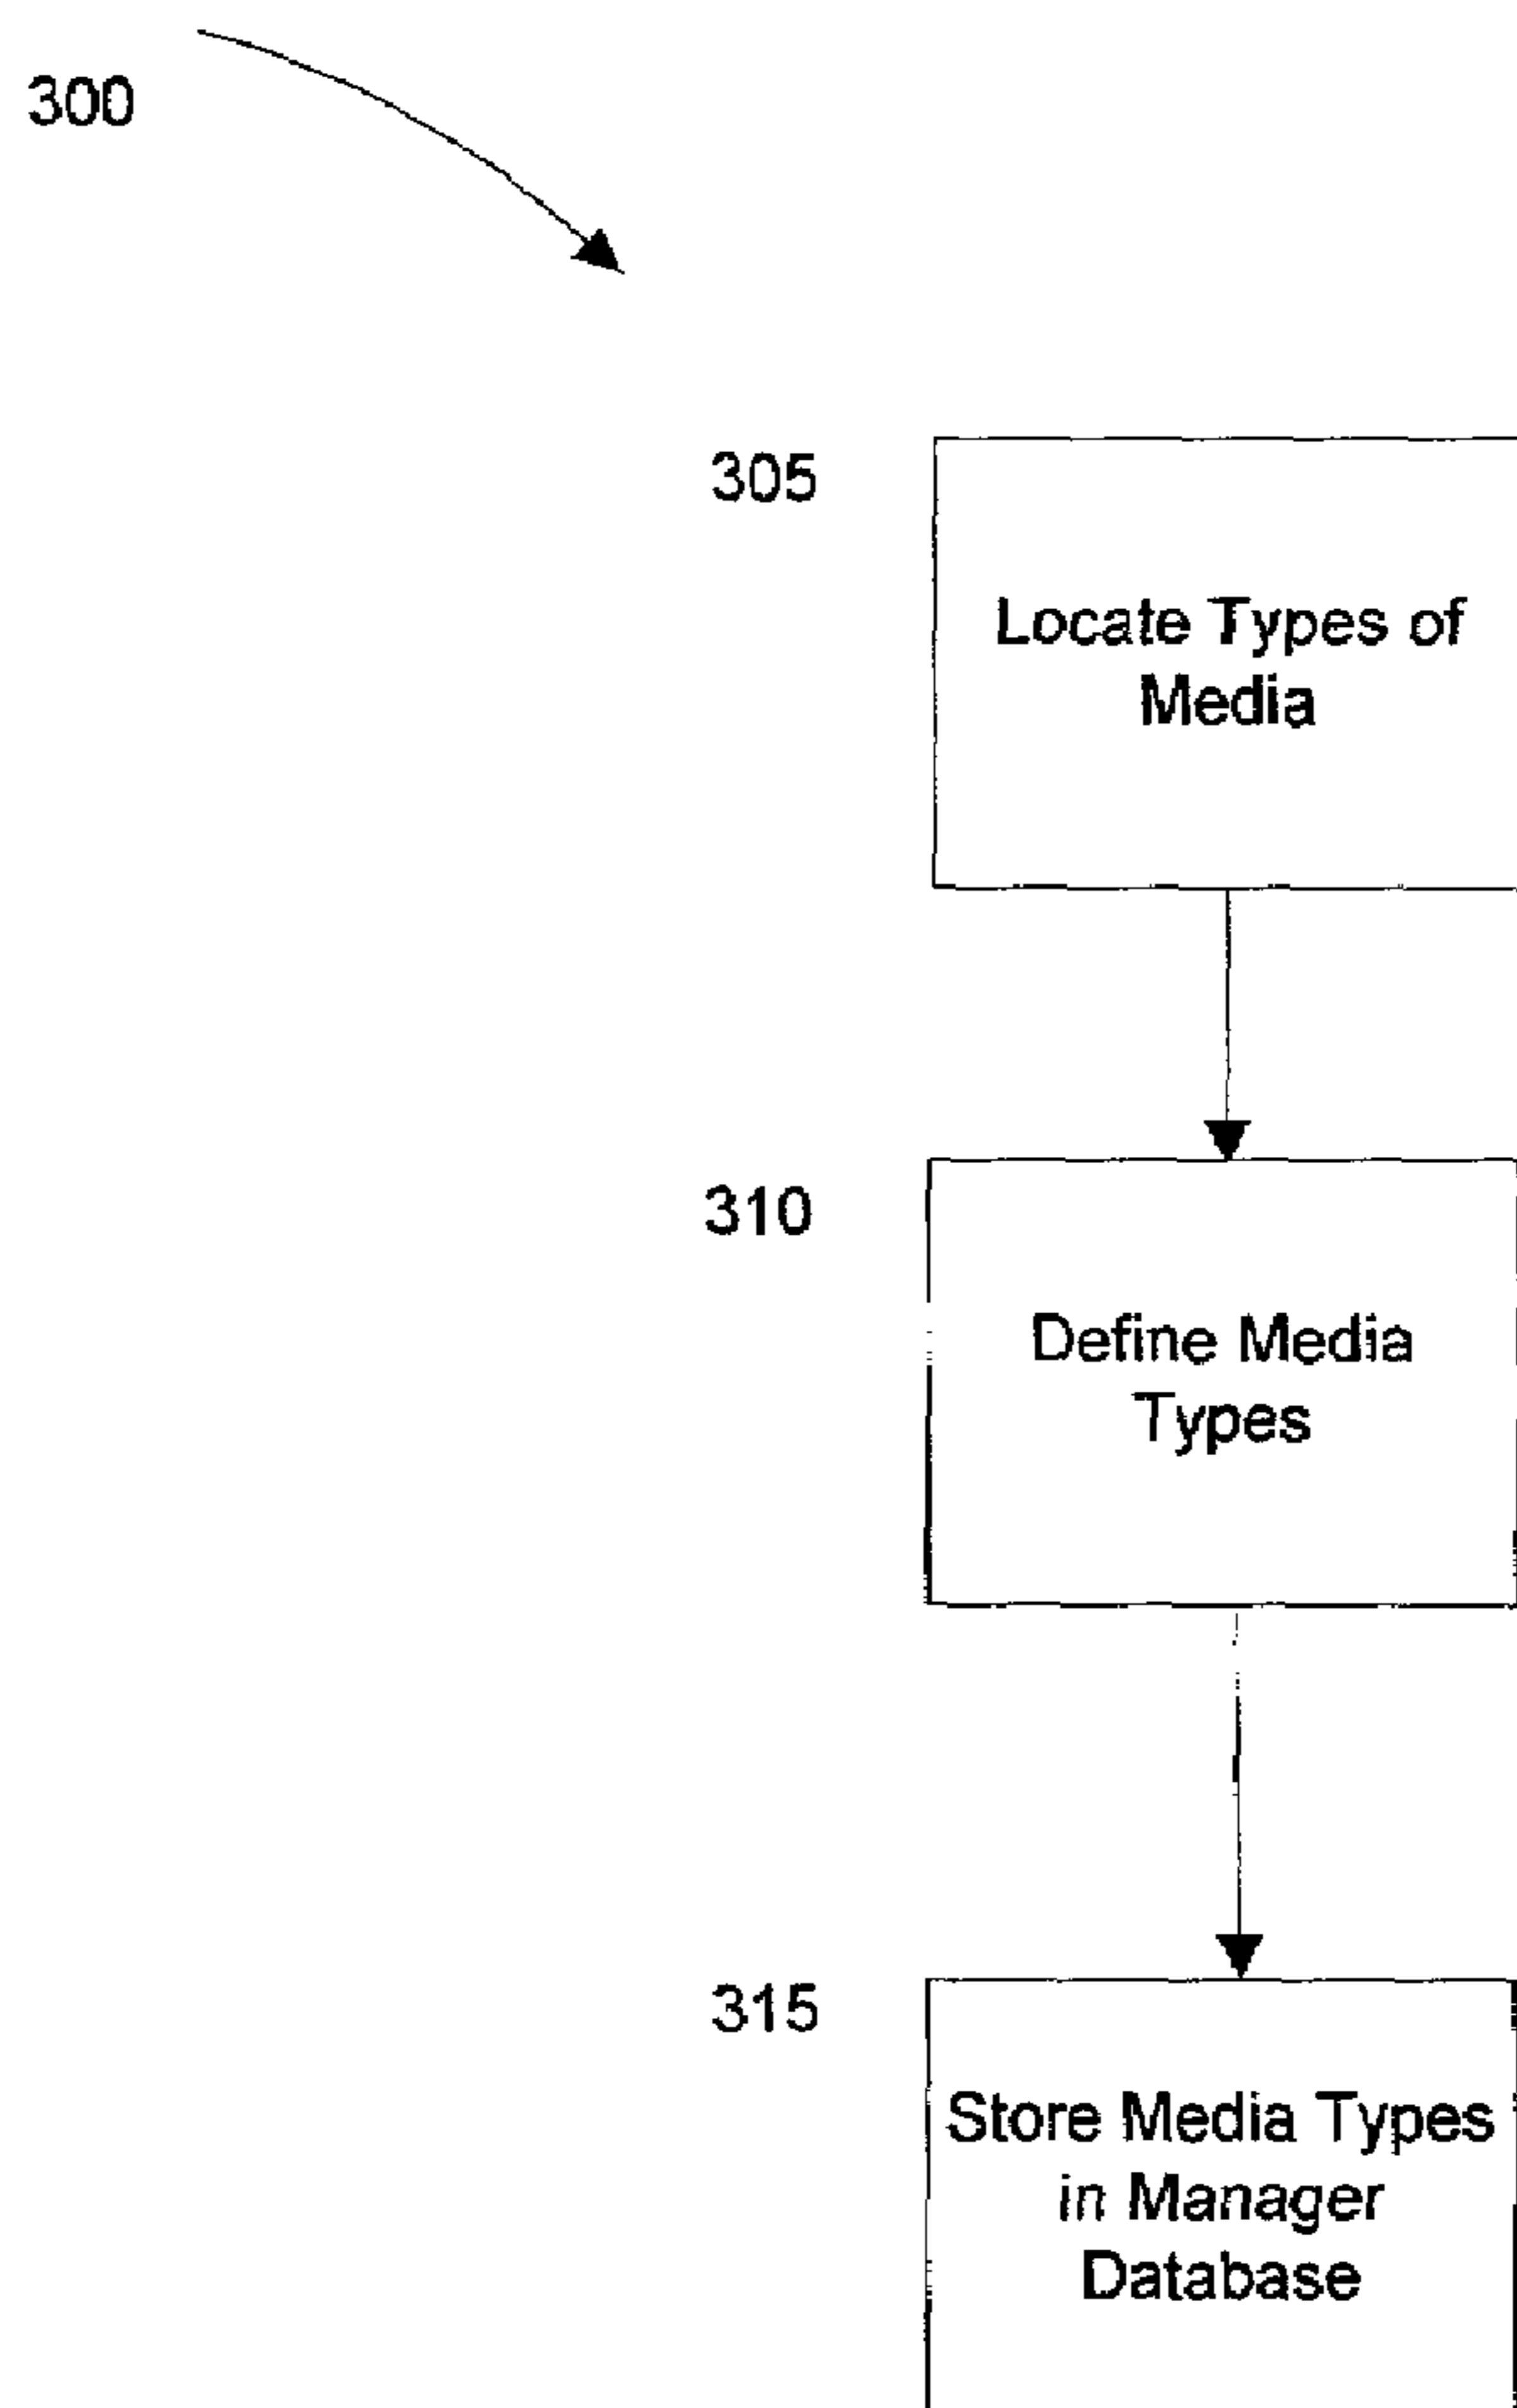 300
305
Locate Types of
Media
310
Define Media
Types
315
Store Media Types
in Manager
Database